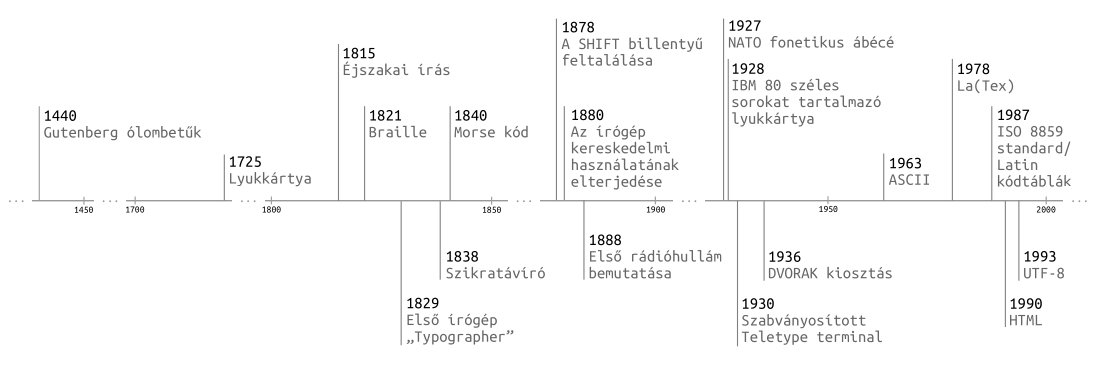 1440
Gutenberg ólombetűk
1725
Lyukkártya
1815
Éjszakai írás
1821
Braille
1840
Morse kód
1878
A SHIFT billentyű
feltalálása
1880
Az írógép
kereskedelmi
használatának
elterjedése
1927
NATO fonetikus ábécé
1928
IBM 80 széles
sorokat tartalmazó
lyukkártya
1963
ASCII
1978
La(Tex)
1987
ISO 8859
standard/
Latin
kódtáblák
1450
1700
1800
1850
1900
1950
2000
1829
Első írógép
„Typographer”
1838
Szikratávíró
1888
Első rádióhullám
bemutatása
1930
Szabványosított
Teletype terminal
1936
DVORAK kiosztás
1990
HTML
1993
UTF-8